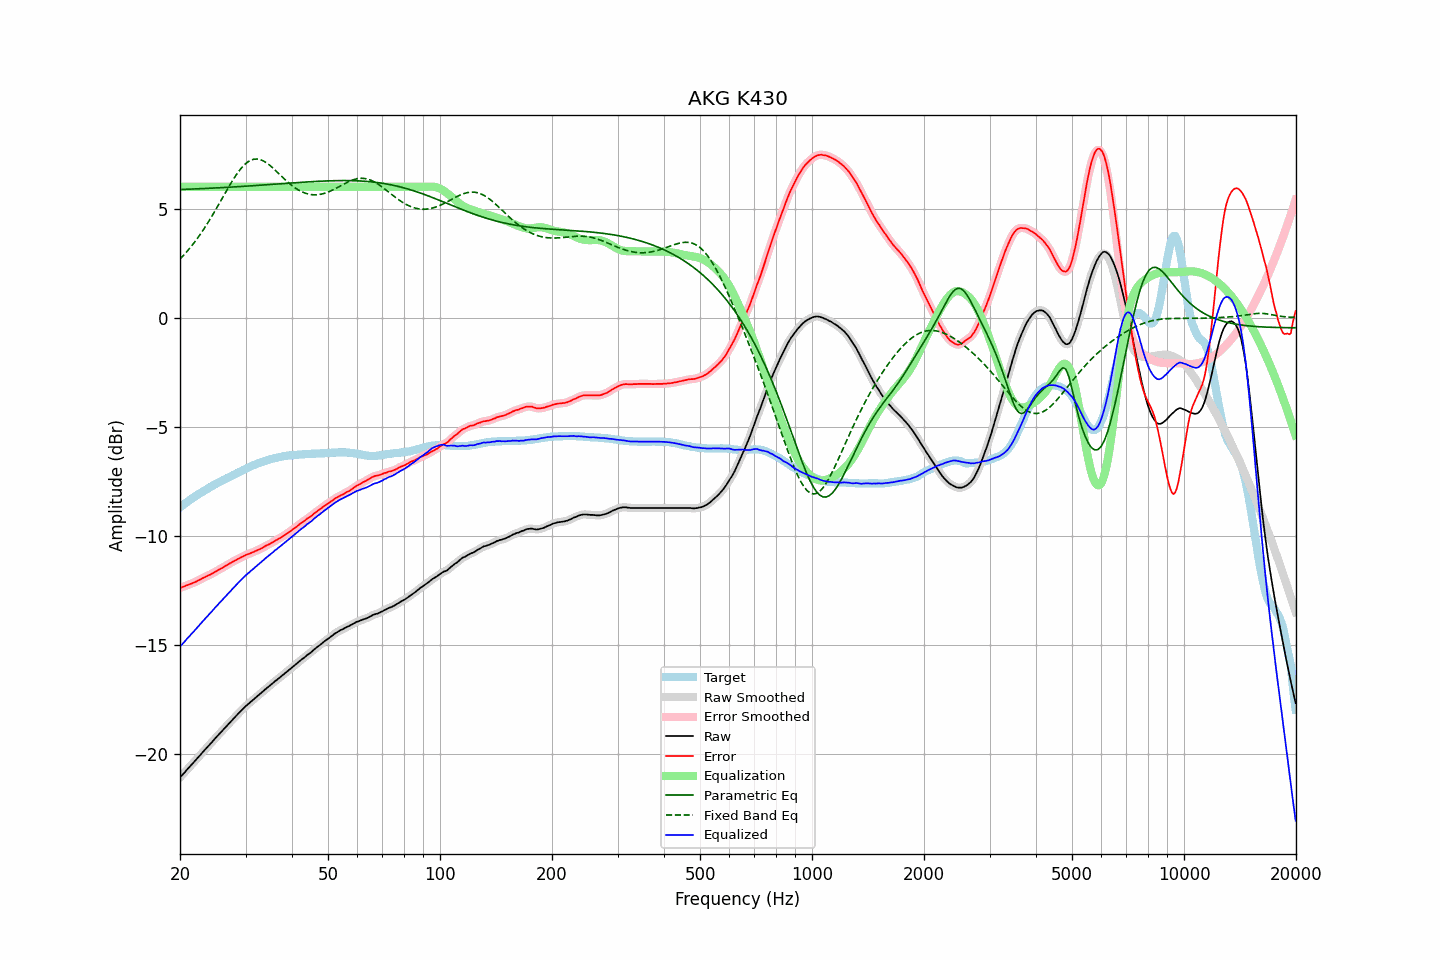 AKG K430
Amplitude (dBr)
5
0
−5
−10
−15
−20
Target
Raw Smoothed
Error Smoothed
Raw
Error
Equalization
Parametric Eq
Fixed Band Eq
Equalized
20 50 100 200 500 1000 2000 5000 10000 20000
Frequency (Hz)